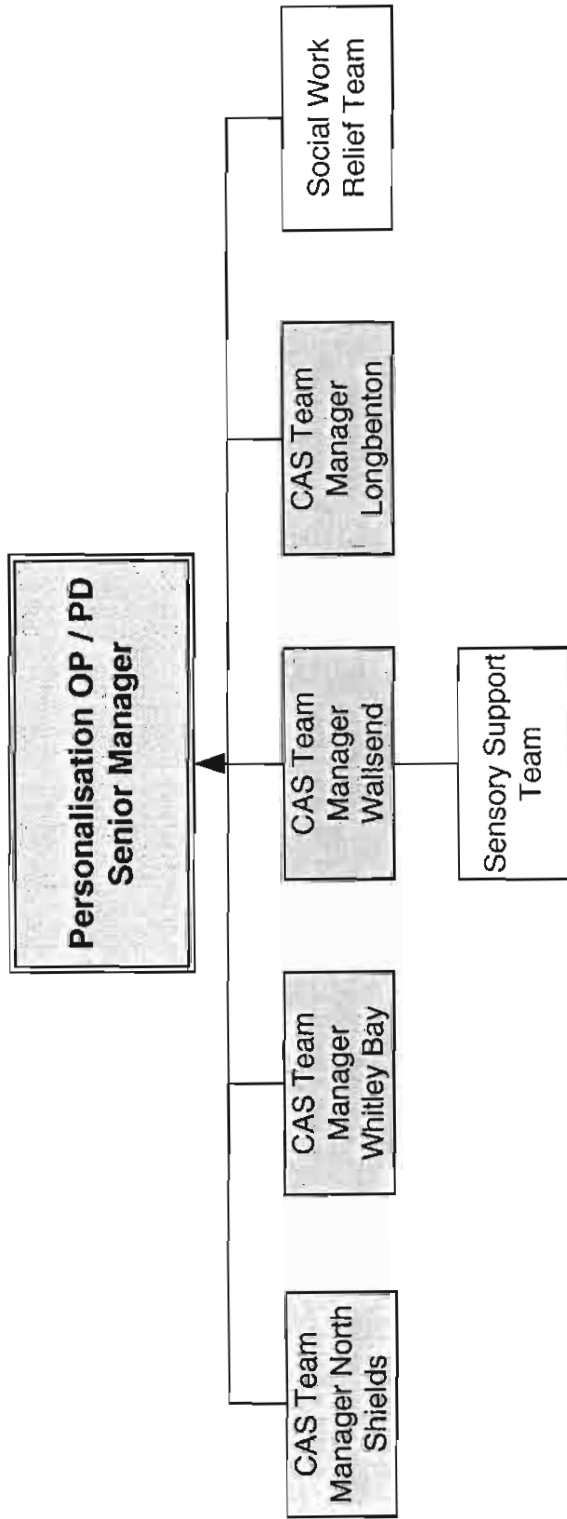 Personalisation OP / PD
Senior Manager
CAS Team
Manager North
Shields
CAS Team
Manager
Whitley Bay
CAS Team
Manager
Wallsend
CAS Team
Manager
Longbenton
Social Work
Relief Team
Sensory Support
Team